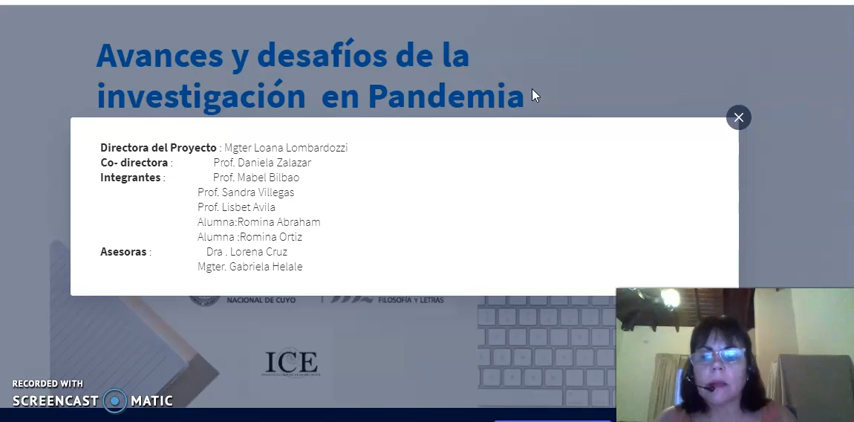 Avances y desafíos de la
investigación en Pandemia
Directora del Proyecto : Mgter Loana Lombardozzi
Co- directora : Prof. Daniela Zalazar
Integrantes : Prof. Mabel Bilbao
Prof. Sandra Villegas
Prof. Lisbet Avila
Alumna:Romina Abraham
Alumna :Romina Ortiz
Asesoras : Dra . Lorena Cruz
Mgter. Gabriela Helale
NACIONAL DE CUYO
FILOSOFÍA Y LETRAS
ICE
RECORDED WITH
SCREENCAST MATIC